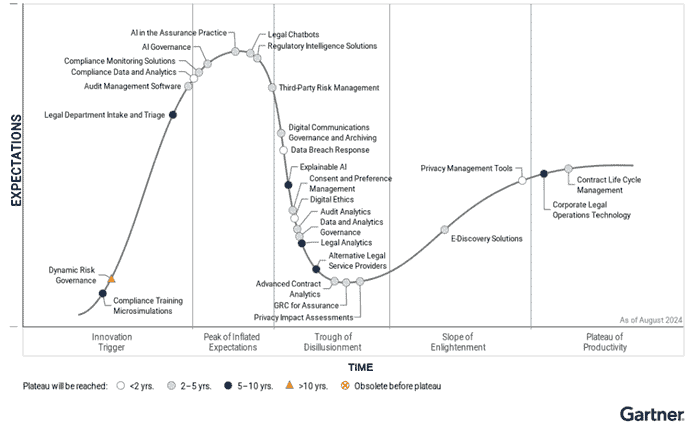 AI in the Assurance Practice
Legal Chatbots
AI Governance
Regulatory Intelligence Solutions
Compliance Monitoring Solutions
Compliance Data and Analytics
Audit Management Software
Third-Party Risk Management
Legal Department Intake and Triage
Digital Communications
Governance and Archiving
Data Breach Response
Explainable AI
Consent and Preference
Management
Digital Ethics
Audit Analytics
Data and Analytics
Governance
Legal Analytics
Alternative Legal
Service Providers
Advanced Contract
Analytics
GRC for Assurance
Privacy Impact Assessments
Dynamic Risk
Governance
Compliance Training
Microsimulations
Privacy Management Tools
Contract Life Cycle
Management
Corporate Legal
Operations Technology
E-Discovery Solutions
EXPECTATIONS
As of August 2024
Innovation
Trigger
Peak of Inflated
Expectations
Trough of
Disillusionment
Slope of
Enlightenment
Plateau of
Productivity
TIME
Plateau will be reached: <2 yrs. 2–5 yrs. 5–10 yrs. >10 yrs. Obsolete before plateau
Gartner